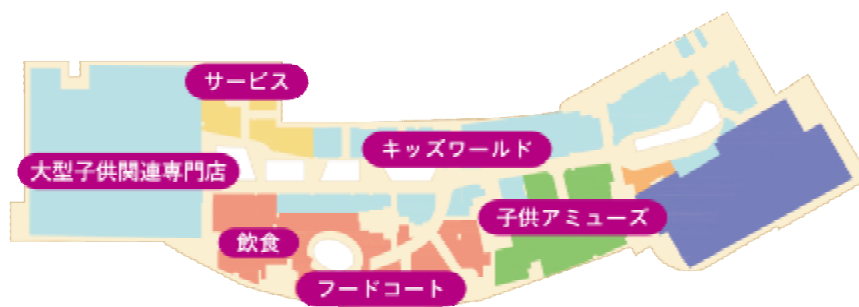 サービス
キッズワールド
大型子供関連専門店
子供アミューズ
飲食
フードコート